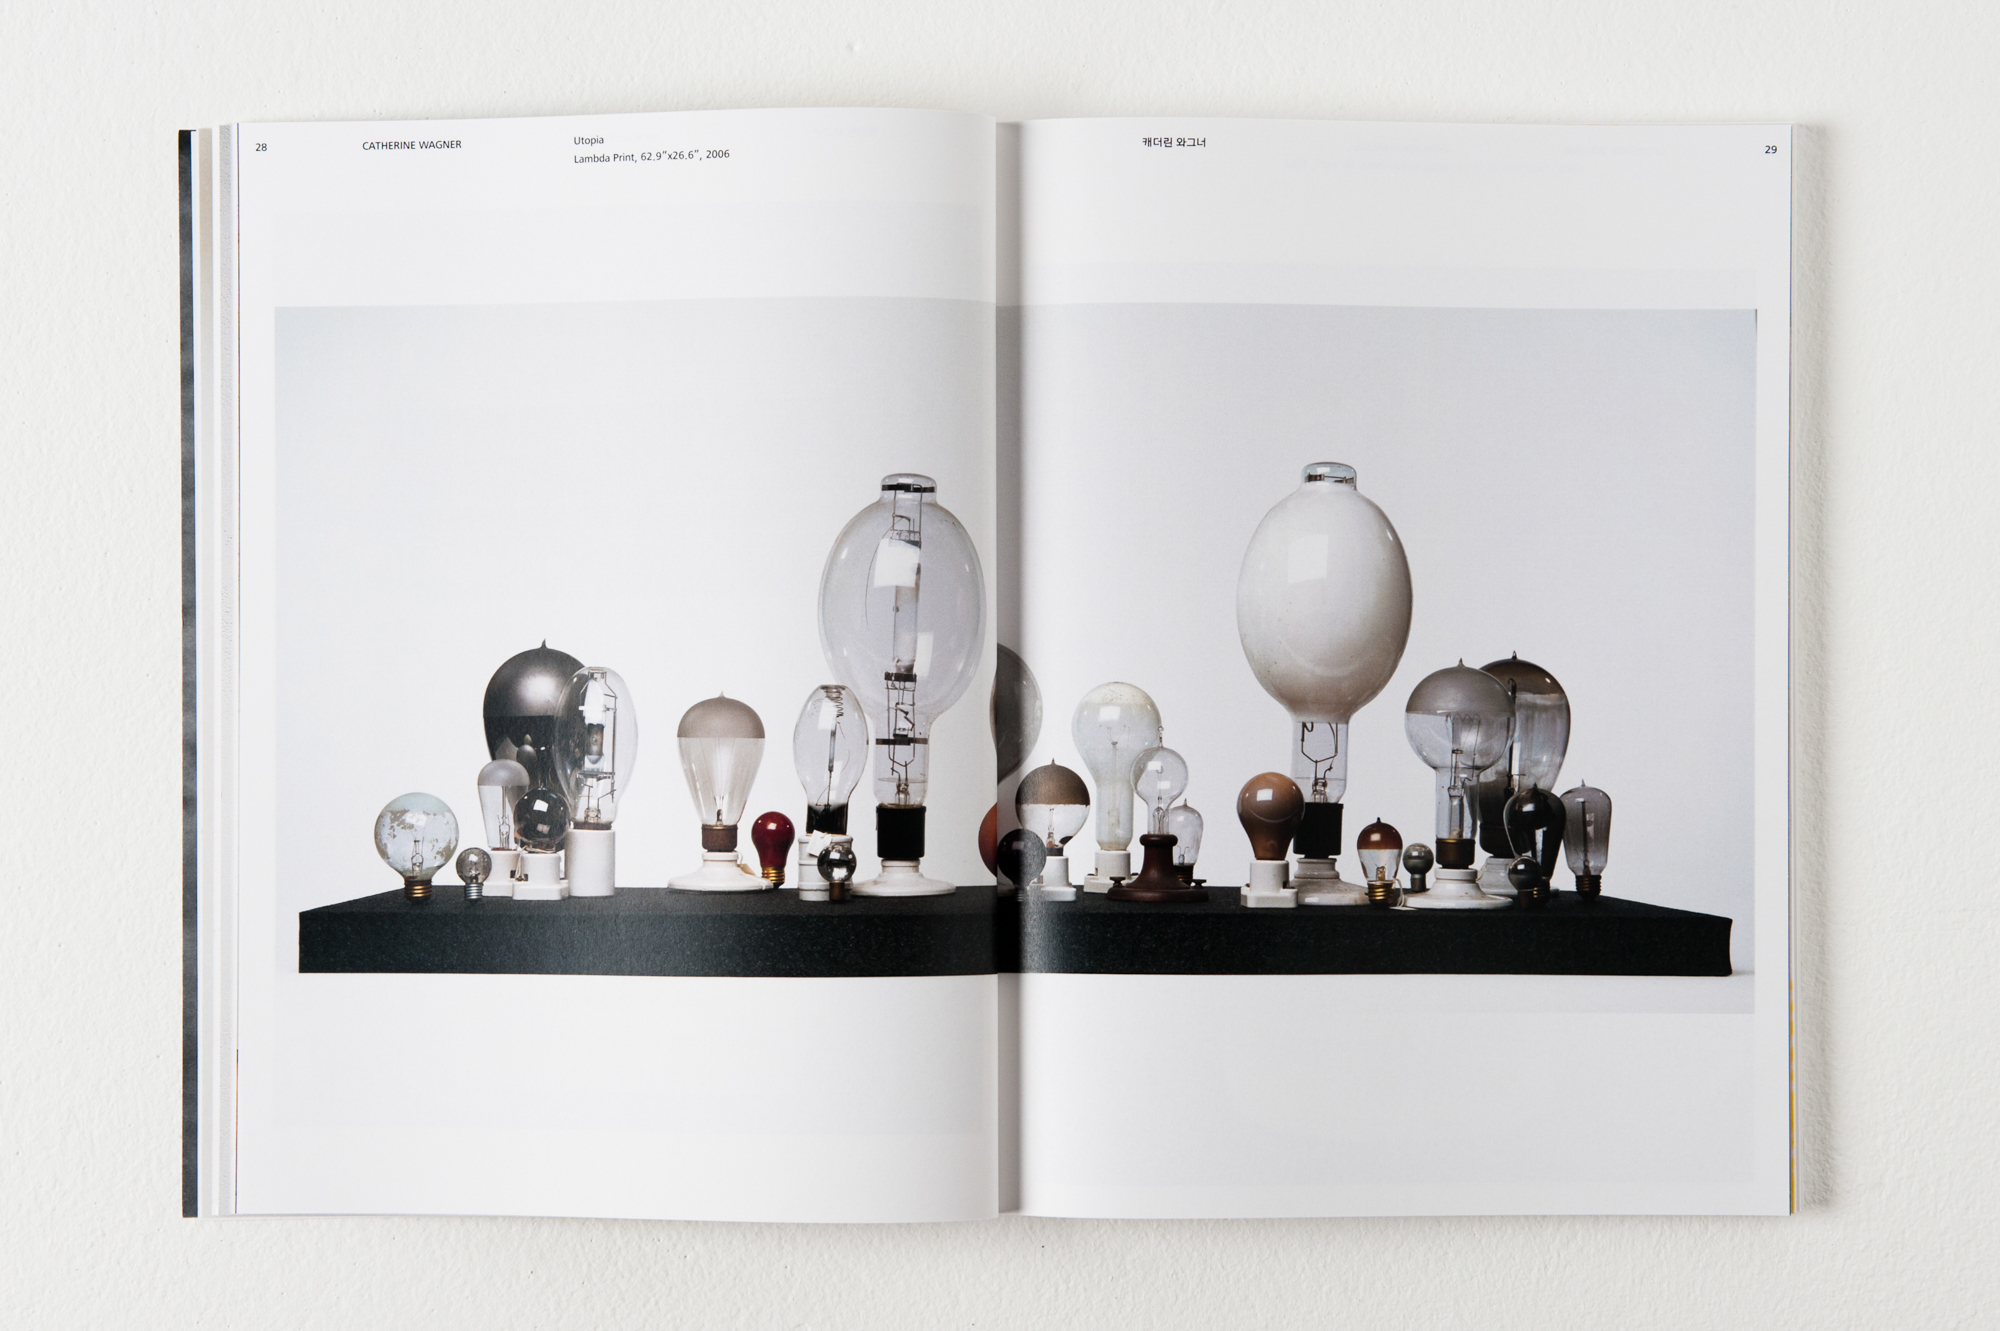 28
CATHERINE WAGNER
Utopia
Lambda Print, 62.9”x26.6”, 2006
캐더린 와그너
29